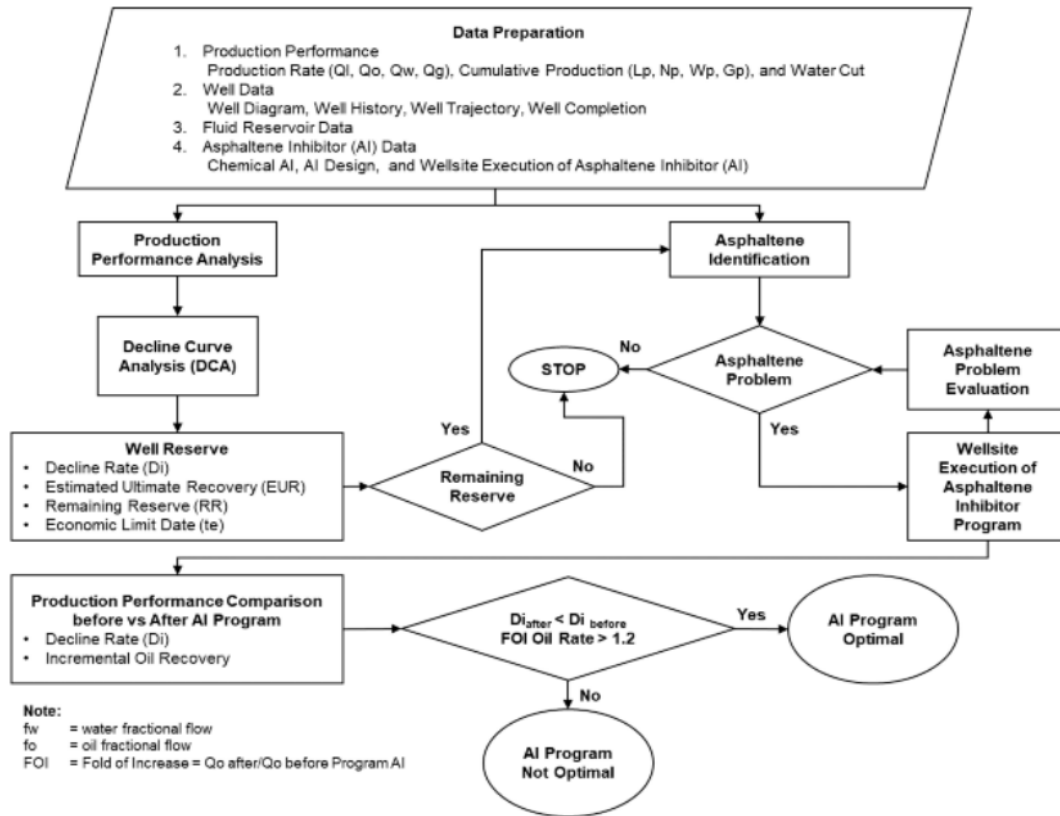 Data Preparation
1. Production Performance
Production Rate (Ql, Qo, Qw, Qg), Cumulative Production (Lp, Np, Wp, Gp), and Water Cut
2. Well Data
Well Diagram, Well History, Well Trajectory, Well Completion
3. Fluid Reservoir Data
4. Asphaltene Inhibitor (AI) Data
Chemical AI, AI Design, and Wellsite Execution of Asphaltene Inhibitor (AI)
Production
Performance Analysis
Asphaltene
Identification
Decline Curve
Analysis (DCA)
STOP
No
Asphaltene
Problem
Asphaltene
Problem
Evaluation
Yes
Well Reserve
• Decline Rate (Di)
• Estimated Ultimate Recovery (EUR)
• Remaining Reserve (RR)
• Economic Limit Date (te)
Yes
Remaining
Reserve
No
Wellsite
Execution of
Asphaltene
Inhibitor
Program
Production Performance Comparison
before vs After AI Program
• Decline Rate (Di)
• Incremental Oil Recovery
Di after < Di before
FOI Oil Rate > 1.2
Yes
AI Program
Optimal
No
AI Program
Not Optimal
Note:
fw = water fractional flow
fo = oil fractional flow
FOI = Fold of Increase = Qo after/Qo before Program AI